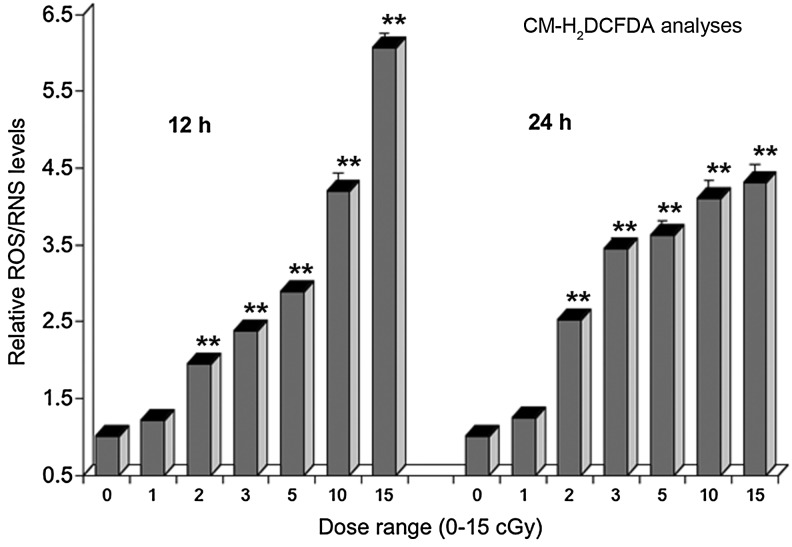 CM-H₂DCFDA analyses
6.5
5.5
4.5
3.5
2.5
1.5
0.5
Relative ROS/RNS levels
12 h
** ** ** ** **
24 h
** ** ** ** **
0 1 2 3 5 10 15 0 1 2 3 5 10 15
Dose range (0-15 cGy)